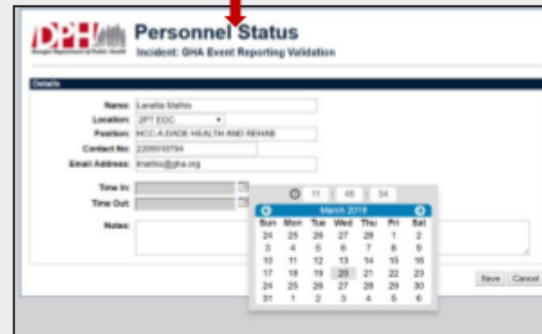 DPH
Georgia Department of Public Health
Personnel Status
Incident: GHA Event Reporting Validation
Details
Name: Lanetta Mathis
Location: 2PT EOC
Position: HCC-A DADE HEALTH AND REHAB
Contact No:
Email Address: lmathis@gha.org
Time In:
Time Out:
Notes:
11 : 45 : 34
March 2019
Sun Mon Tue Wed Thu Fri Sat
24 25 26 27 28 1 2
3 4 5 6 7 8 9
10 11 12 13 14 15 16
17 18 19 20 21 22 23
24 25 26 27 28 29 30
31 1 2 3 4 5 6
Save Cancel